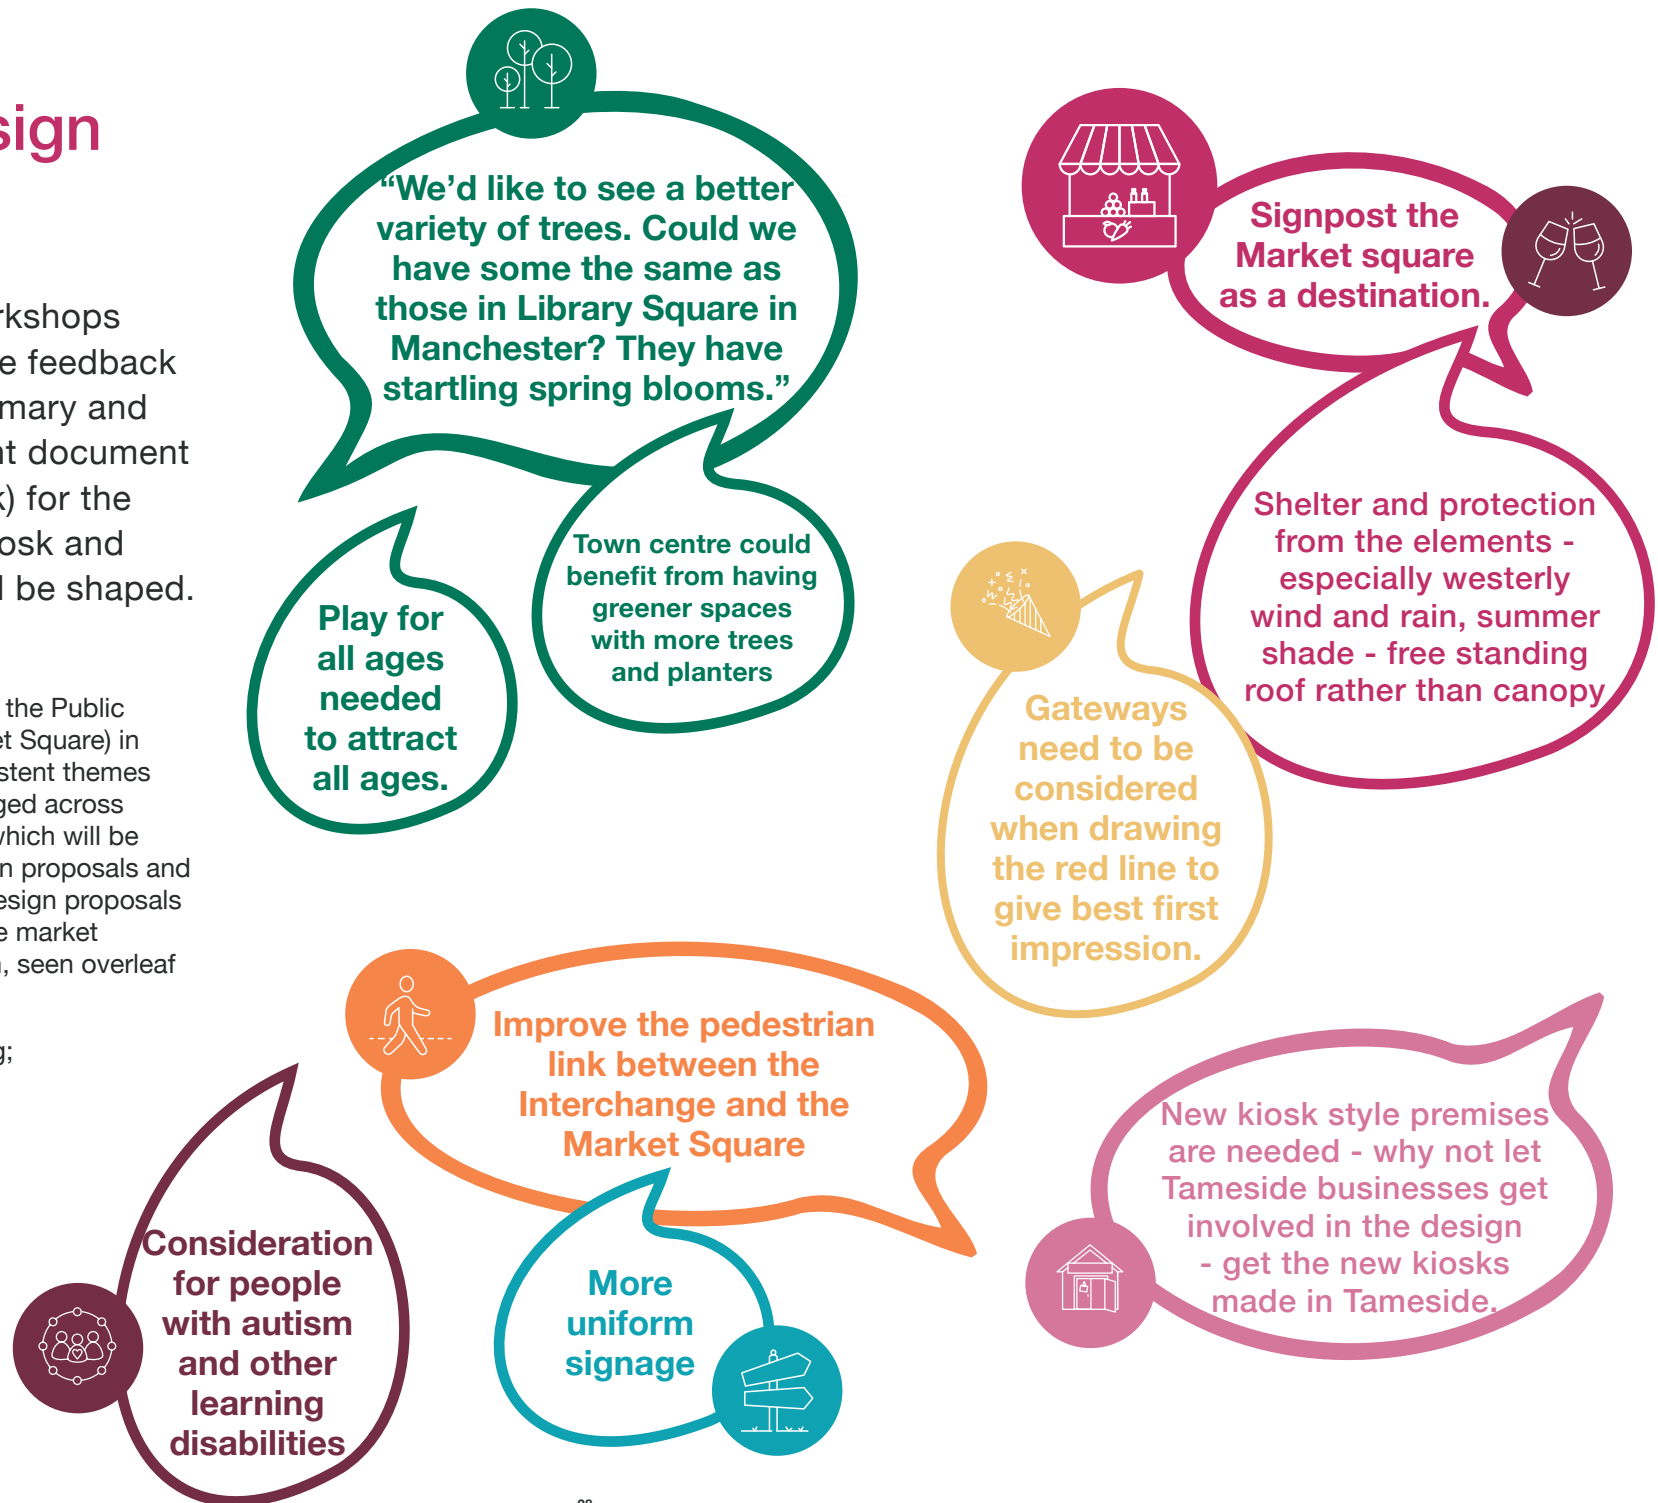 sign
rkshops
e feedback
mary and
nt document
k) for the
osk and
l be shaped.
the Public
et Square) in
stent themes
ged across
which will be
n proposals and
esign proposals
e market
n, seen overleaf
g;
“We’d like to see a better
variety of trees. Could we
have some the same as
those in Library Square in
Manchester? They have
startling spring blooms.”
Play for
all ages
needed
to attract
all ages.
Town centre could
benefit from having
greener spaces
with more trees
and planters
Signpost the
Market square
as a destination.
Shelter and protection
from the elements -
especially westerly
wind and rain, summer
shade - free standing
roof rather than canopy
Gateways
need to be
considered
when drawing
the red line to
give best first
impression.
Improve the pedestrian
link between the
Interchange and the
Market Square
New kiosk style premises
are needed - why not let
Tameside businesses get
involved in the design
- get the new kiosks
made in Tameside.
Consideration
for people
with autism
and other
learning
disabilities
More
uniform
signage